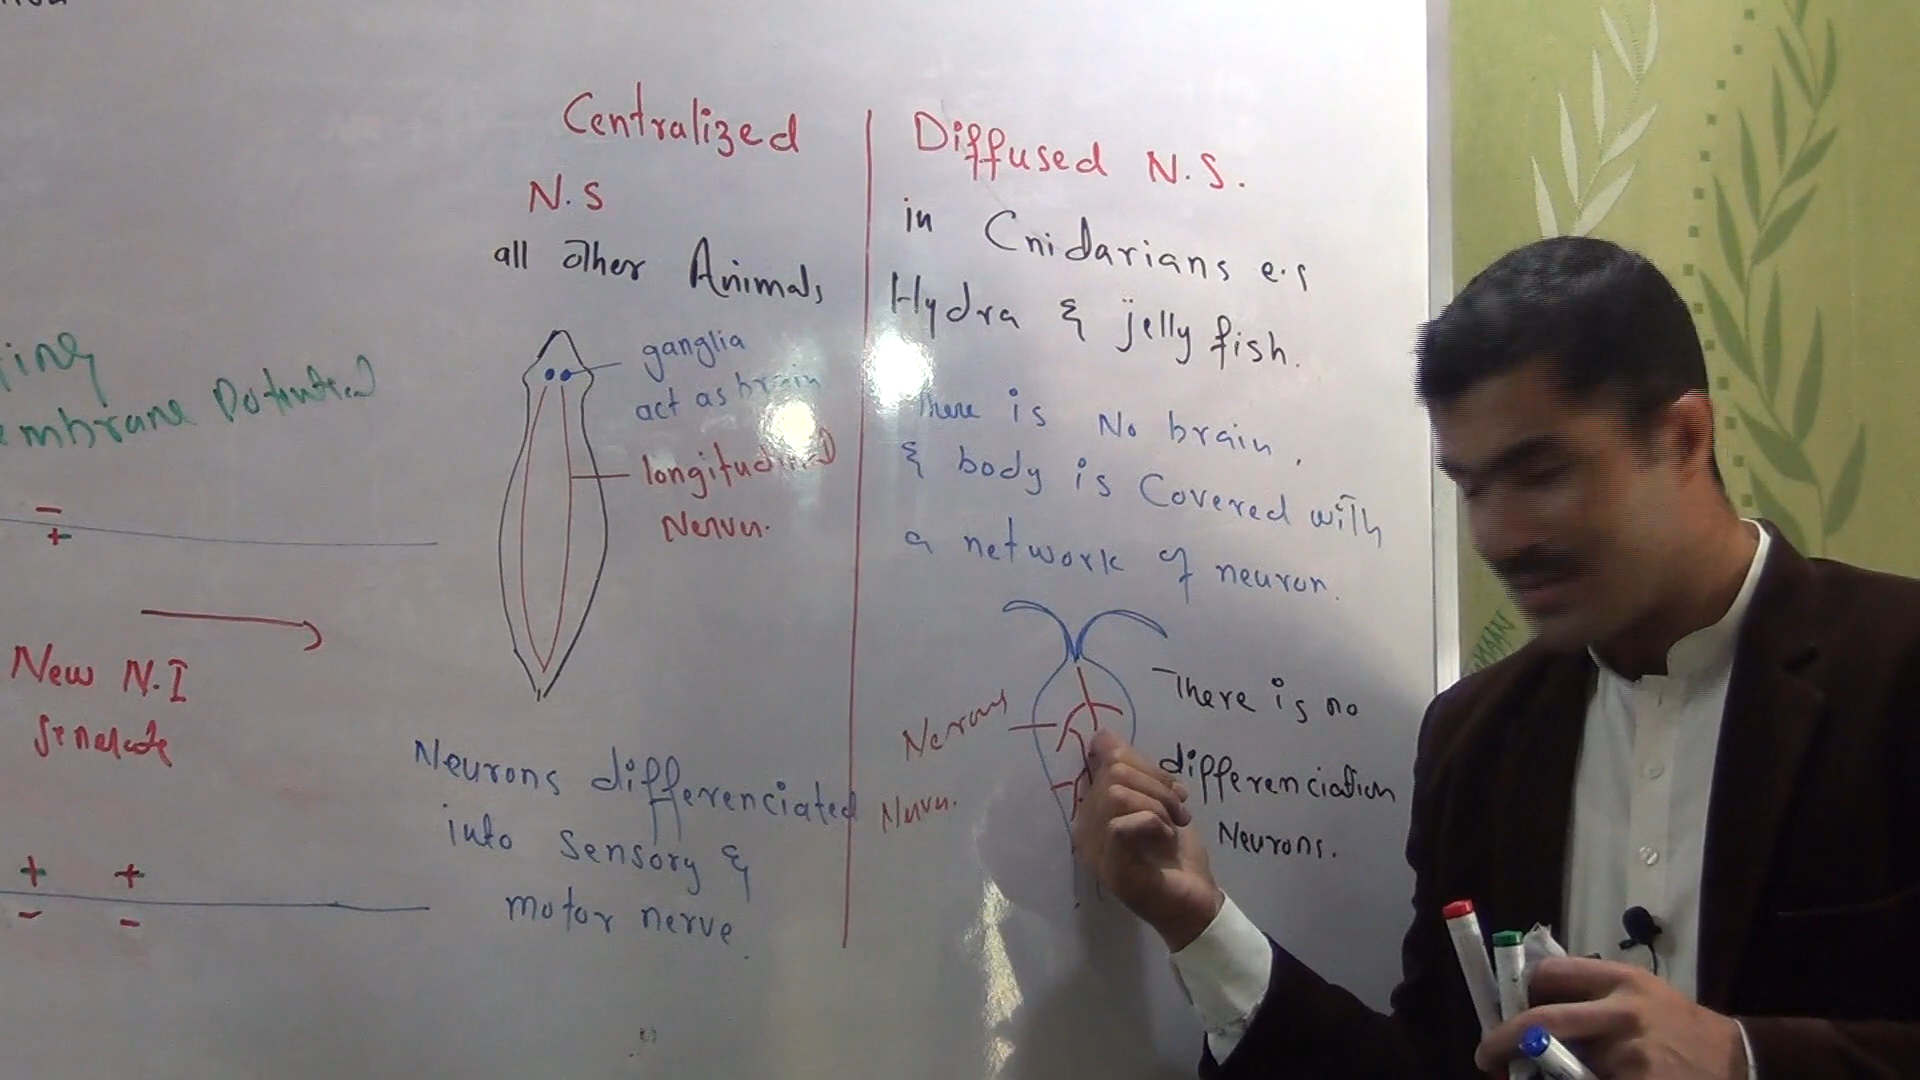 Membrane Potential
New N.I
Centralized
N.S
all other Animals
ganglia
act as brain
longitudinal
Nerves.
Neurons differenciated
into Sensory &
motor nerve.
Diffused N.S.
in Cnidarians e.g
Hydra & jelly fish.
There is No brain,
& body is Covered with
a network of neuron.
There is no
differenciation
Neurons.